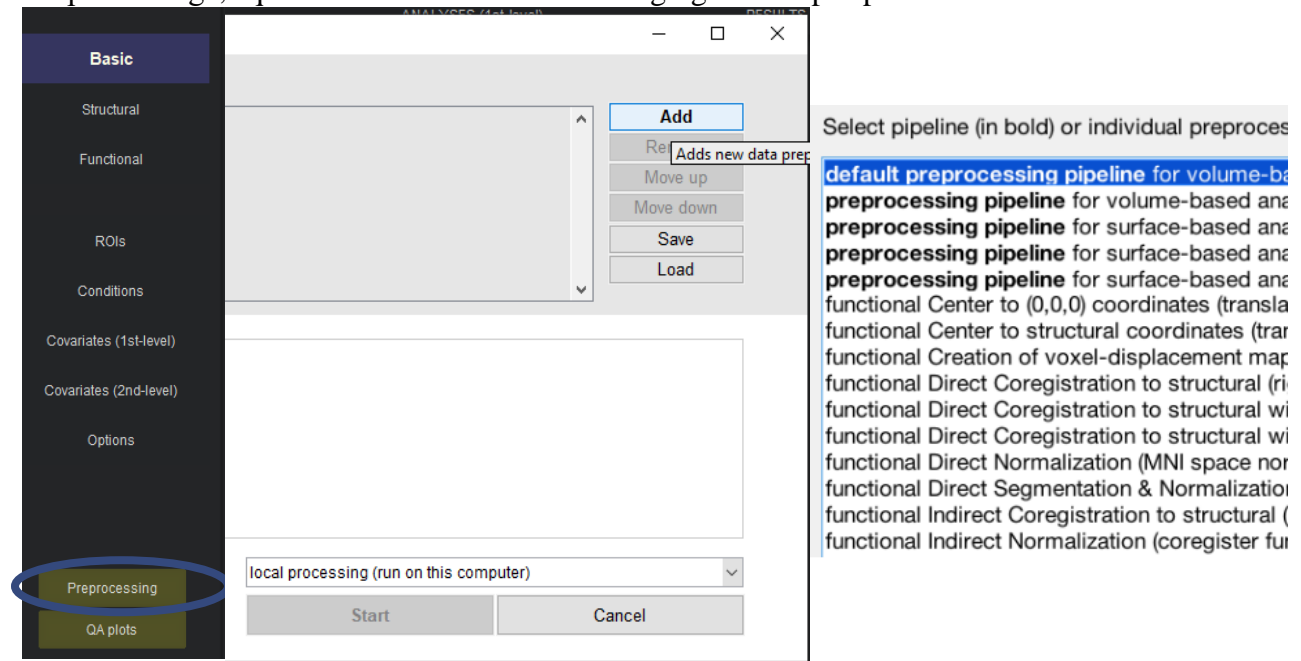 Basic
Structural
Functional
ROIs
Conditions
Covariates (1st-level)
Covariates (2nd-level)
Options
Preprocessing
QA plots
ANALYSES (1st-level)
RESULTS
Add
Adds new data prep
Move up
Move down
Save
Load
local processing (run on this computer)
Start
Cancel
Select pipeline (in bold) or individual preproces
default preprocessing pipeline for volume-ba
preprocessing pipeline for volume-based ana
preprocessing pipeline for surface-based ana
preprocessing pipeline for surface-based ana
preprocessing pipeline for surface-based ana
functional Center to (0,0,0) coordinates (transla
functional Center to structural coordinates (tran
functional Creation of voxel-displacement map
functional Direct Coregistration to structural (ri
functional Direct Coregistration to structural wi
functional Direct Coregistration to structural wi
functional Direct Normalization (MNI space nor
functional Direct Segmentation & Normalization
functional Indirect Coregistration to structural (
functional Indirect Normalization (coregister fun